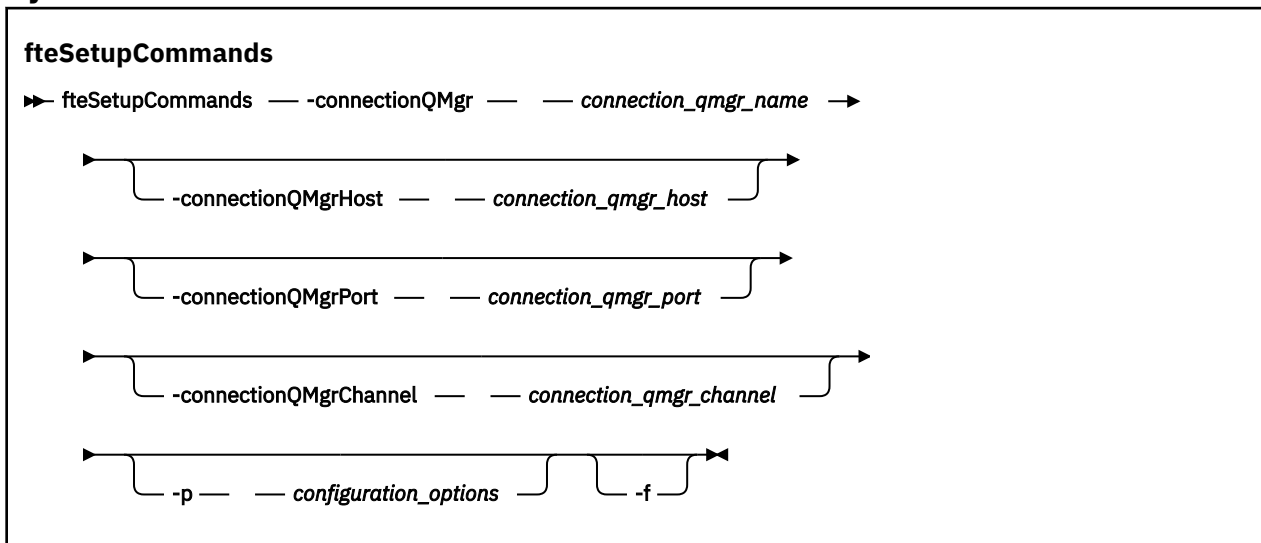 fteSetupCommands
fteSetupCommands -connectionQMgr connection_qmgr_name
-connectionQMgrHost connection_qmgr_host
-connectionQMgrPort connection_qmgr_port
-connectionQMgrChannel connection_qmgr_channel
-p configuration_options -f